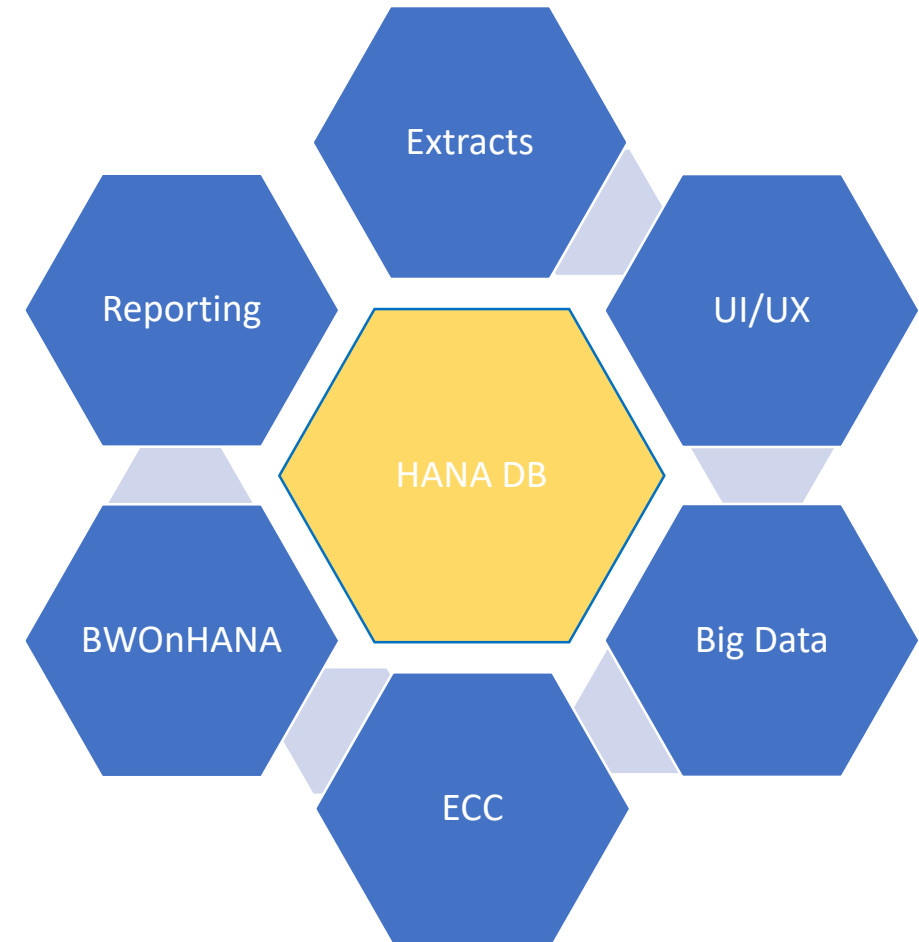 Extracts
Reporting
UI/UX
HANA DB
BWOnHANA
Big Data
ECC